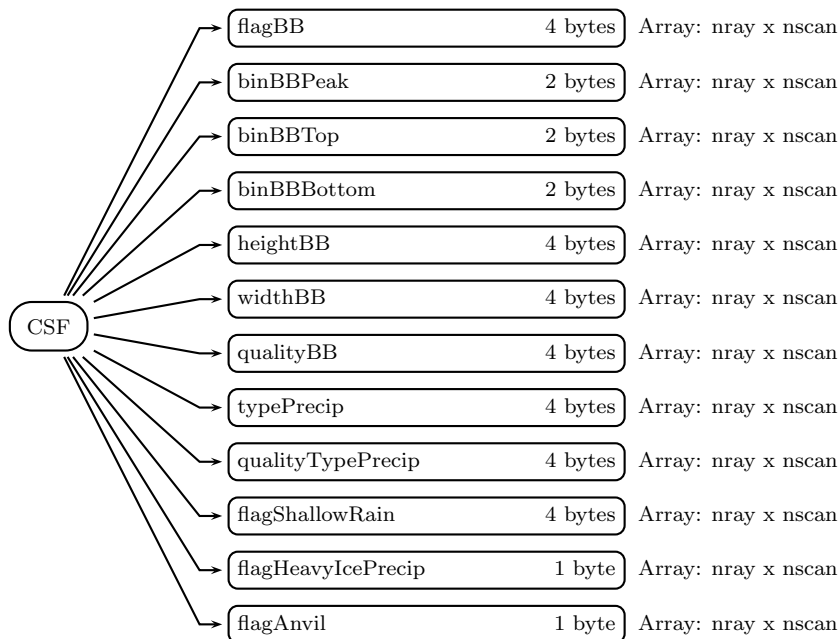 flagBB 4 bytes Array: nray x nscan
binBBPeak 2 bytes Array: nray x nscan
binBBTop 2 bytes Array: nray x nscan
binBBBottom 2 bytes Array: nray x nscan
heightBB 4 bytes Array: nray x nscan
widthBB 4 bytes Array: nray x nscan
CSF
qualityBB 4 bytes Array: nray x nscan
typePrecip 4 bytes Array: nray x nscan
qualityTypePrecip 4 bytes Array: nray x nscan
flagShallowRain 4 bytes Array: nray x nscan
flagHeavyIcePrecip 1 byte Array: nray x nscan
flagAnvil 1 byte Array: nray x nscan